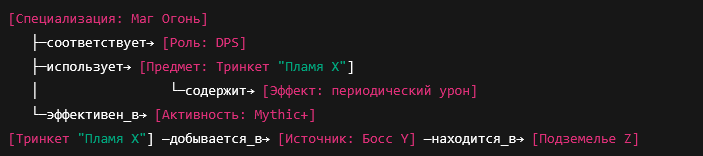 [Специализация: Маг Огонь]
├─соответствует→ [Роль: DPS]
├─использует→ [Предмет: Тринкет "Пламя X"]
│ └─содержит→ [Эффект: периодический урон]
└─эффективен_в→ [Активность: Mythic+]
[Тринкет "Пламя X"] —добывается_в→ [Источник: Босс Y] —находится_в→ [Подземелье Z]